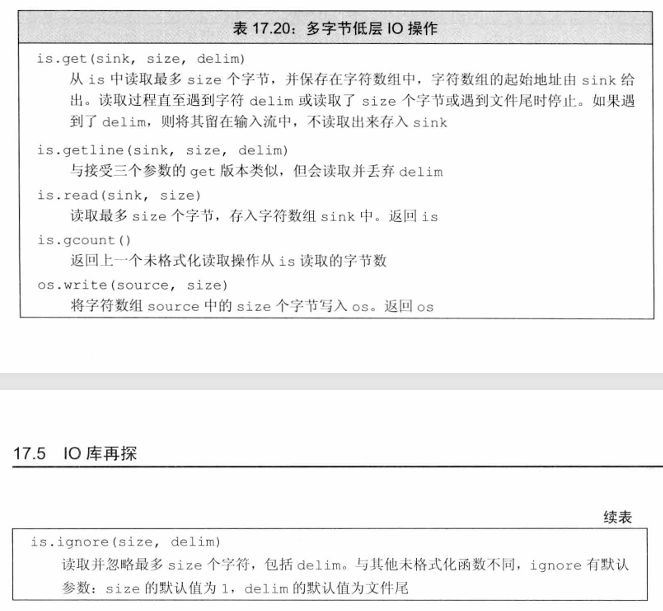 表 17.20：多字节低层 IO 操作
is.get(sink, size, delim)
从 is 中读取最多 size 个字节，并保存在字符数组中，字符数组的起始地址由 sink 给
出。读取过程直至遇到字符 delim 或读取了 size 个字节或遇到文件尾时停止。如果遇
到了 delim，则将其留在输入流中，不读取出来存入 sink
is.getline(sink, size, delim)
与接受三个参数的 get 版本类似，但会读取并丢弃 delim
is.read(sink, size)
读取最多 size 个字节，存入字符数组 sink 中。返回 is
is.gcount()
返回上一个未格式化读取操作从 is 读取的字节数
os.write(source, size)
将字符数组 source 中的 size 个字节写入 os。返回 os
17.5 IO 库再探
续表
is.ignore(size, delim)
读取并忽略最多 size 个字符，包括 delim。与其他未格式化函数不同，ignore 有默认
参数：size 的默认值为 1，delim 的默认值为文件尾